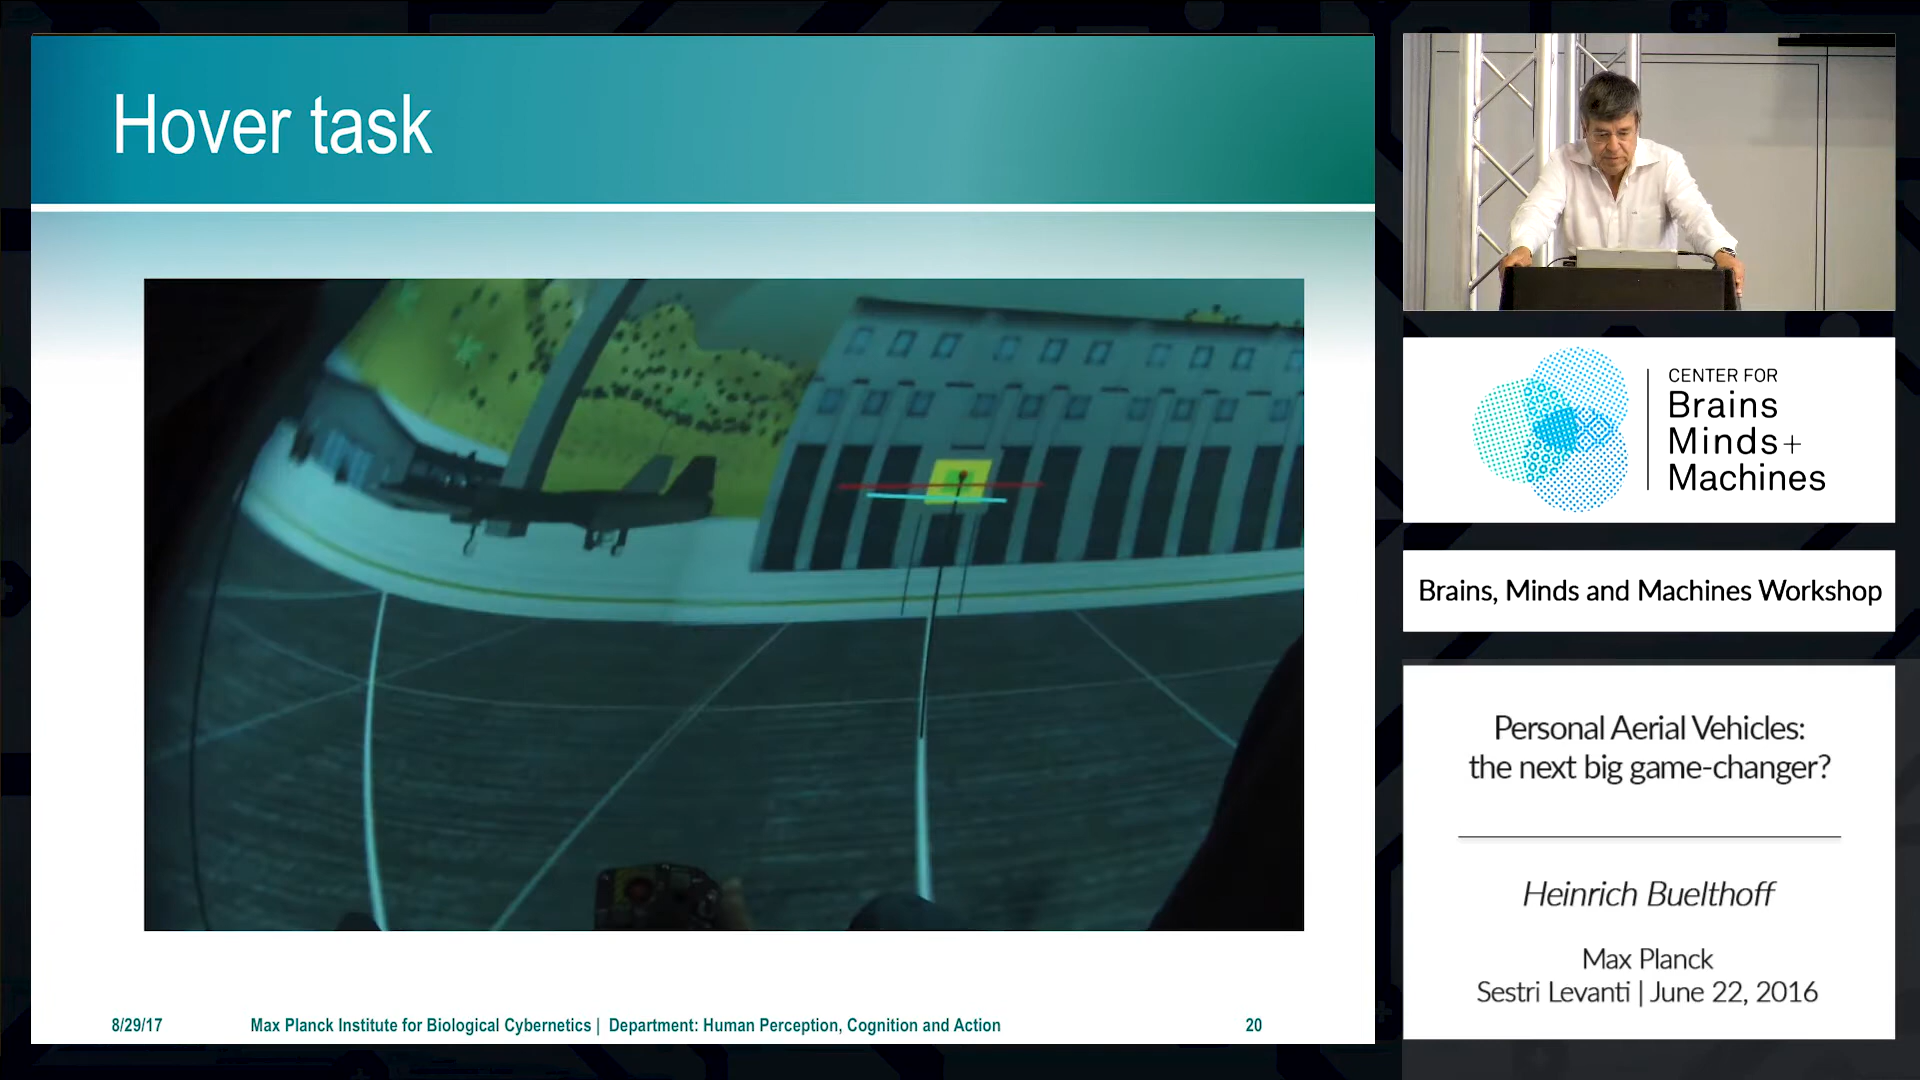 Hover task
8/29/17
Max Planck Institute for Biological Cybernetics | Department: Human Perception, Cognition and Action
20
CENTER FOR
Brains
Minds+
Machines
Brains, Minds and Machines Workshop
Personal Aerial Vehicles:
the next big game-changer?
Heinrich Buelthoff
Max Planck
Sestri Levanti | June 22, 2016